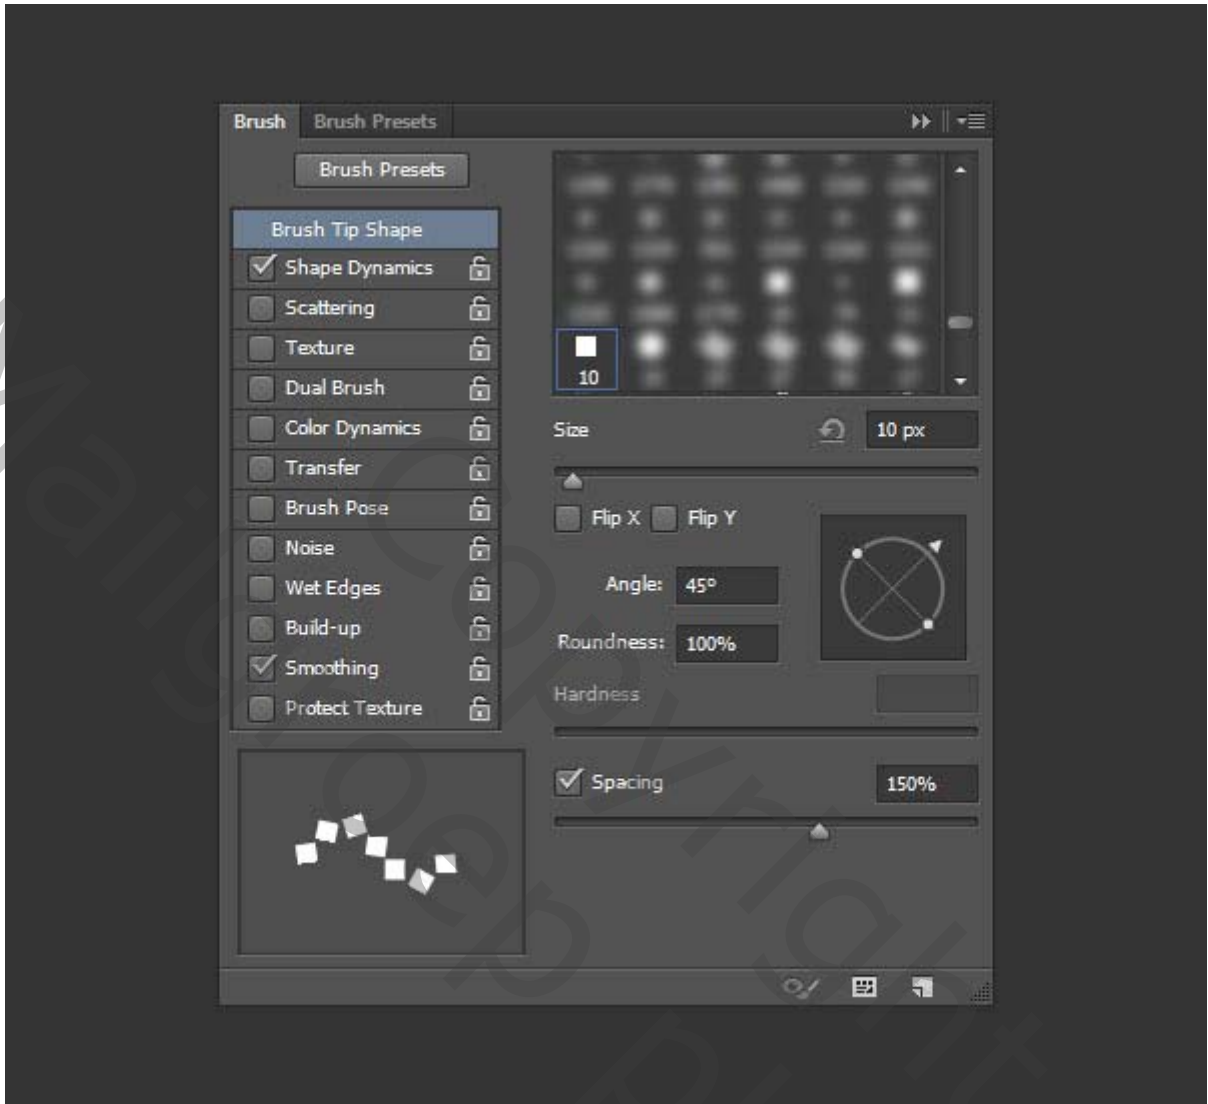 Brush Brush Presets
Brush Presets
Brush Tip Shape
Shape Dynamics
Scattering
Texture
Dual Brush
Color Dynamics
Transfer
Brush Pose
Noise
Wet Edges
Build-up
Smoothing
Protect Texture
10
Size 10 px
Flip X Flip Y
Angle: 45º
Roundness: 100%
Hardness
Spacing 150%
Copyright